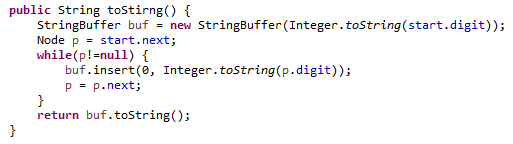 public String toStirng() {
    StringBuffer buf = new StringBuffer(Integer.toString(start.digit));
    Node p = start.next;
    while(p!=null) {
        buf.insert(0, Integer.toString(p.digit));
        p = p.next;
    }
    return buf.toString();
}